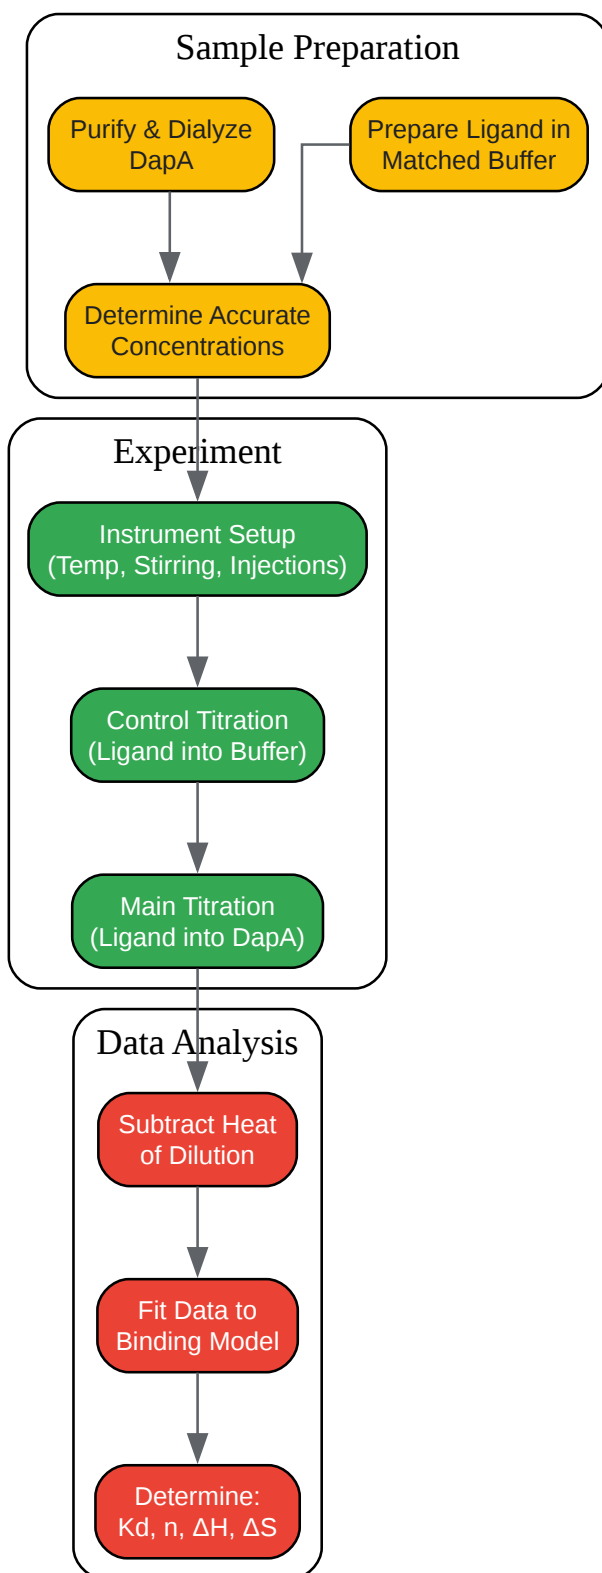 Sample Preparation
Purify & Dialyze
DapA
Prepare Ligand in
Matched Buffer
Determine Accurate
Concentrations
Experiment
Instrument Setup
(Temp, Stirring, Injections)
Control Titration
(Ligand into Buffer)
Main Titration
(Ligand into DapA)
Data Analysis
Subtract Heat
of Dilution
Fit Data to
Binding Model
Determine:
Kd, n, ΔH, ΔS